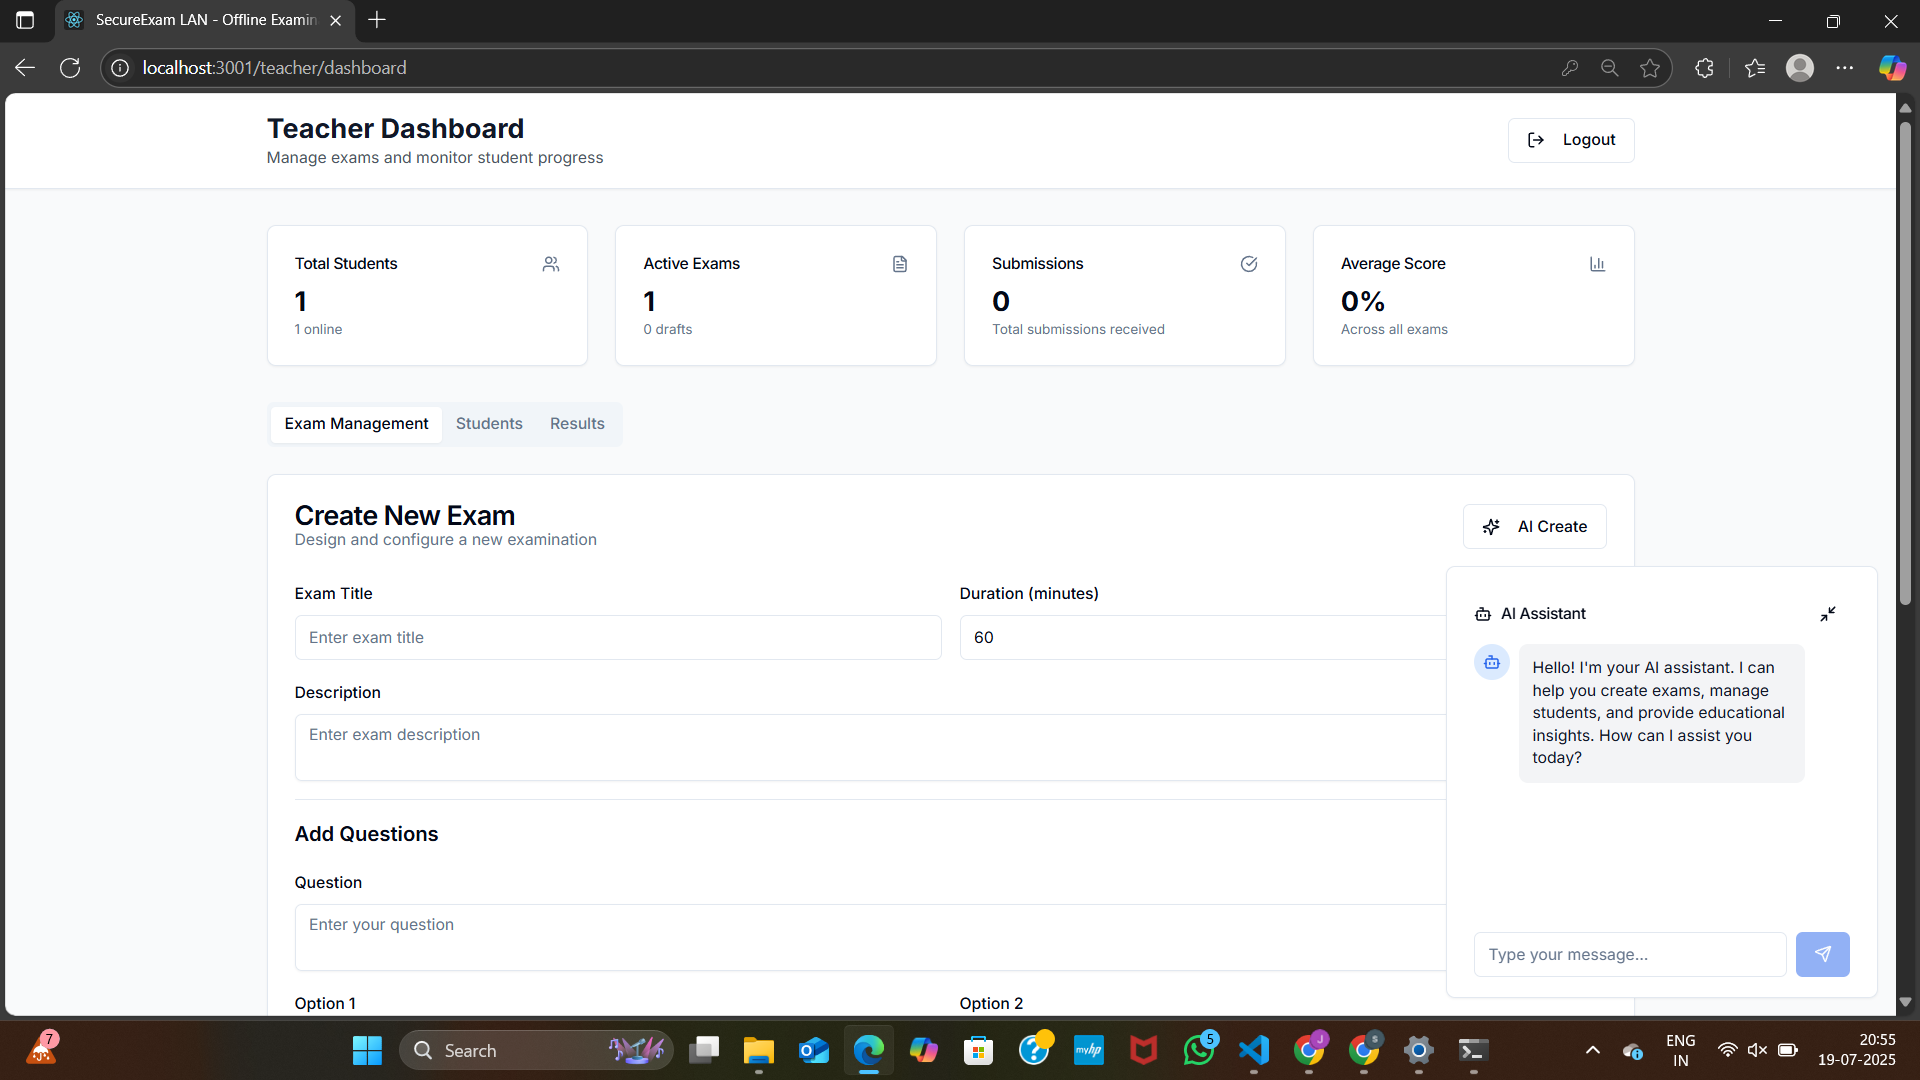 SecureExam LAN - Offline Examin
localhost:3001/teacher/dashboard
Teacher Dashboard
Manage exams and monitor student progress
Logout
Total Students
1
1 online
Active Exams
1
0 drafts
Submissions
0
Total submissions received
Average Score
0%
Across all exams
Exam Management
Students
Results
Create New Exam
Design and configure a new examination
AI Create
Exam Title
Enter exam title
Duration (minutes)
60
Description
Enter exam description
Add Questions
Question
Enter your question
Option 1
Option 2
AI Assistant
Hello! I'm your AI assistant. I can
help you create exams, manage
students, and provide educational
insights. How can I assist you
today?
Type your message...
7
Search
myhp
5
J
S
ENG
IN
20:55
19-07-2025